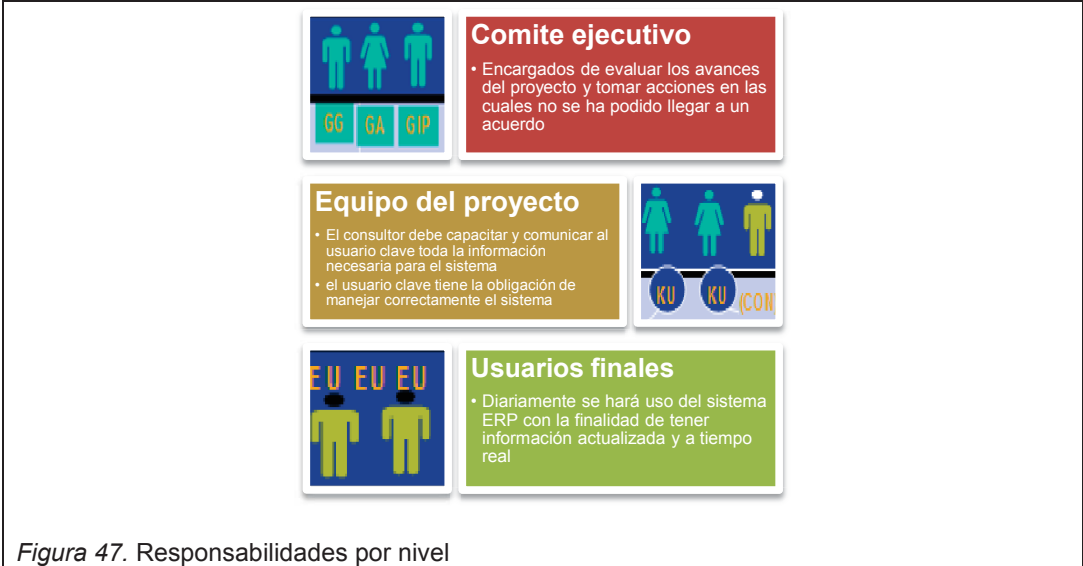 Comite ejecutivo
• Encargados de evaluar los avances
del proyecto y tomar acciones en las
cuales no se ha podido llegar a un
acuerdo
GG GA GIP
Equipo del proyecto
• El consultor debe capacitar y comunicar al
usuario clave toda la información
necesaria para el sistema
• el usuario clave tiene la obligación de
manejar correctamente el sistema
KU KU (CON
EU EU EU
Usuarios finales
• Diariamente se hará uso del sistema
ERP con la finalidad de tener
información actualizada y a tiempo
real
Figura 47. Responsabilidades por nivel